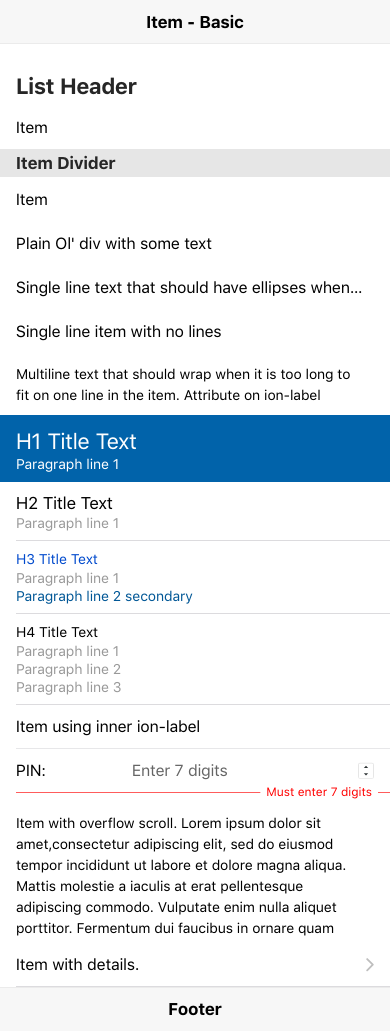 Item - Basic
List Header
Item
Item Divider
Item
Plain Ol' div with some text
Single line text that should have ellipses when...
Single line item with no lines
Multiline text that should wrap when it is too long to
fit on one line in the item. Attribute on ion-label
H1 Title Text
Paragraph line 1
H2 Title Text
Paragraph line 1
H3 Title Text
Paragraph line 1
Paragraph line 2 secondary
H4 Title Text
Paragraph line 1
Paragraph line 2
Paragraph line 3
Item using inner ion-label
PIN: Enter 7 digits
Must enter 7 digits
Item with overflow scroll. Lorem ipsum dolor sit
amet,consectetur adipiscing elit, sed do eiusmod
tempor incididunt ut labore et dolore magna aliqua.
Mattis molestie a iaculis at erat pellentesque
adipiscing commodo. Vulputate enim nulla aliquet
porttitor. Fermentum dui faucibus in ornare quam
Item with details.
Footer